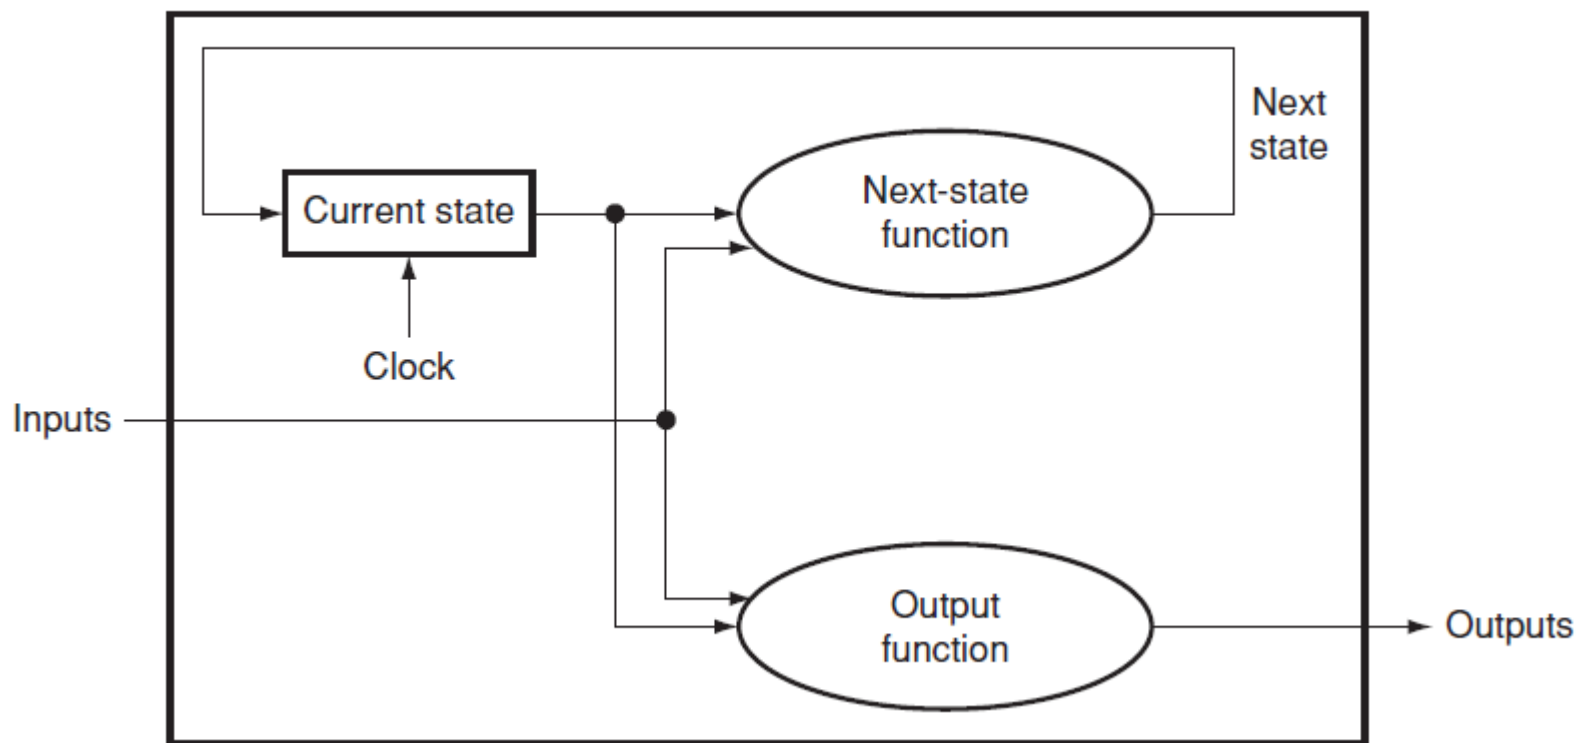 Next
state
Next-state
function
Current state
Clock
Inputs
Output
function
Outputs